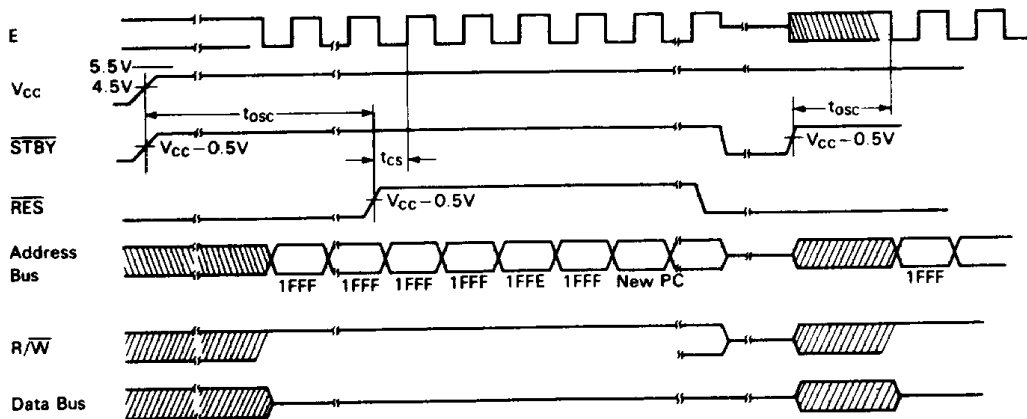 E
5.5V
VCC
4.5V
tosc
tosc
STBY
VCC-0.5V
tcs
VCC-0.5V
RES
VCC-0.5V
Address
Bus
1FFF 1FFF 1FFF 1FFF 1FFE 1FFF New PC 1FFF
R/W
Data Bus